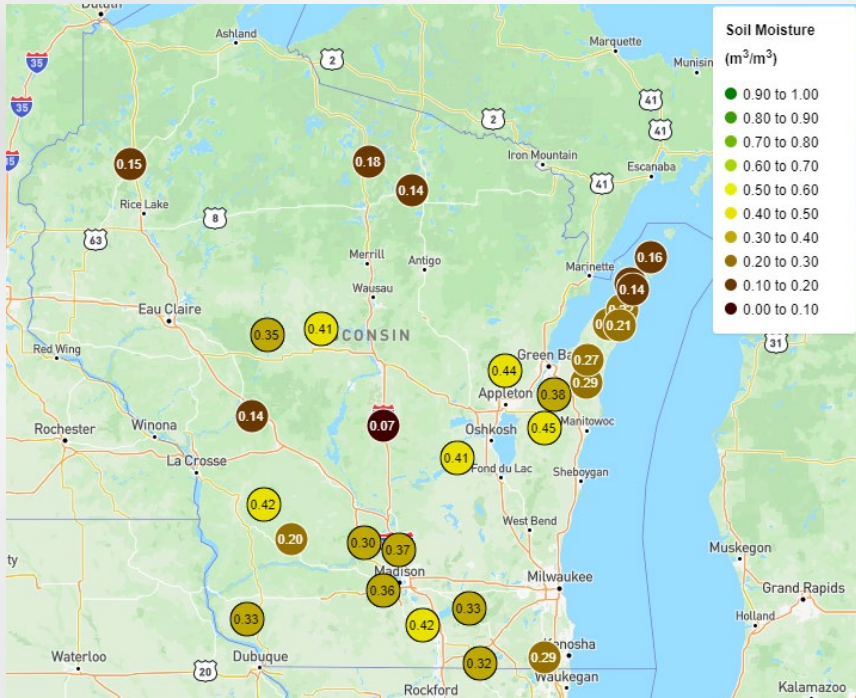 Duluth
Ashland
2
Marquette
Munisin
35
35
35
41
41
2
Iron Mountain
Escanaba
41
0.15
0.18
0.14
Rice Lake
8
63
Merrill
Antigo
Wausau
Marinette
0.16
0.14
0.21
Eau Claire
0.35
0.41
CONSIN
Red Wing
0.44
Green Ba
0.27
0.29
0.38
Appleton
31
0.14
0.07
0.45
Manitowoc
Rochester
Winona
Oshkosh
La Crosse
0.41
Fond du Lac
Sheboygan
0.42
0.20
West Bend
0.30
0.37
Madison
Muskegon
ty
0.36
Milwaukee
Grand Rapids
0.33
0.33
0.42
Holland
Waterloo
Dubuque
20
0.32
0.29
Kenosha
Waukegan
Rockford
Kalamazoo
Soil Moisture
(m³/m³)
0.90 to 1.00
0.80 to 0.90
0.70 to 0.80
0.60 to 0.70
0.50 to 0.60
0.40 to 0.50
0.30 to 0.40
0.20 to 0.30
0.10 to 0.20
0.00 to 0.10